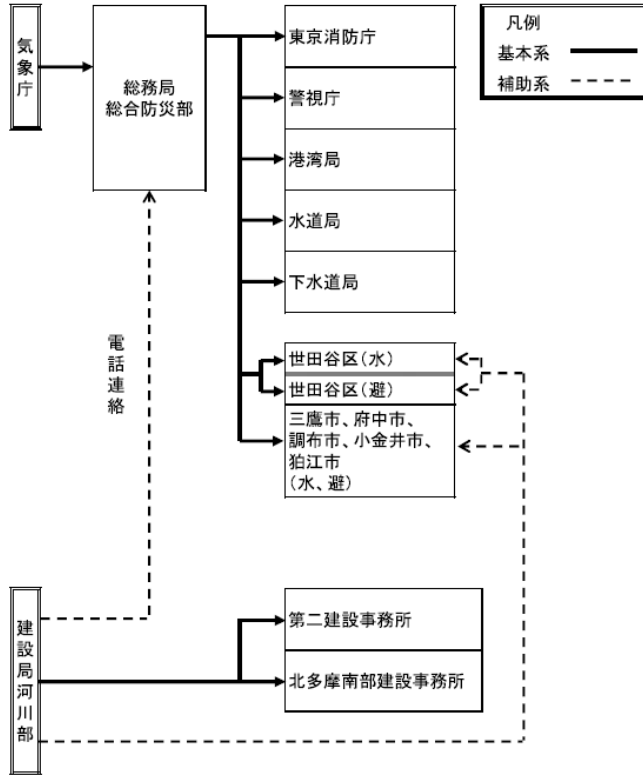 気象庁
総務局
総合防災部
東京消防庁
警視庁
港湾局
水道局
下水道局
世田谷区(水)
世田谷区(避)
三鷹市、府中市、
調布市、小金井市、
狛江市
(水、避)
凡例
基本系
補助系
電話連絡
建設局河川部
第二建設事務所
北多摩南部建設事務所